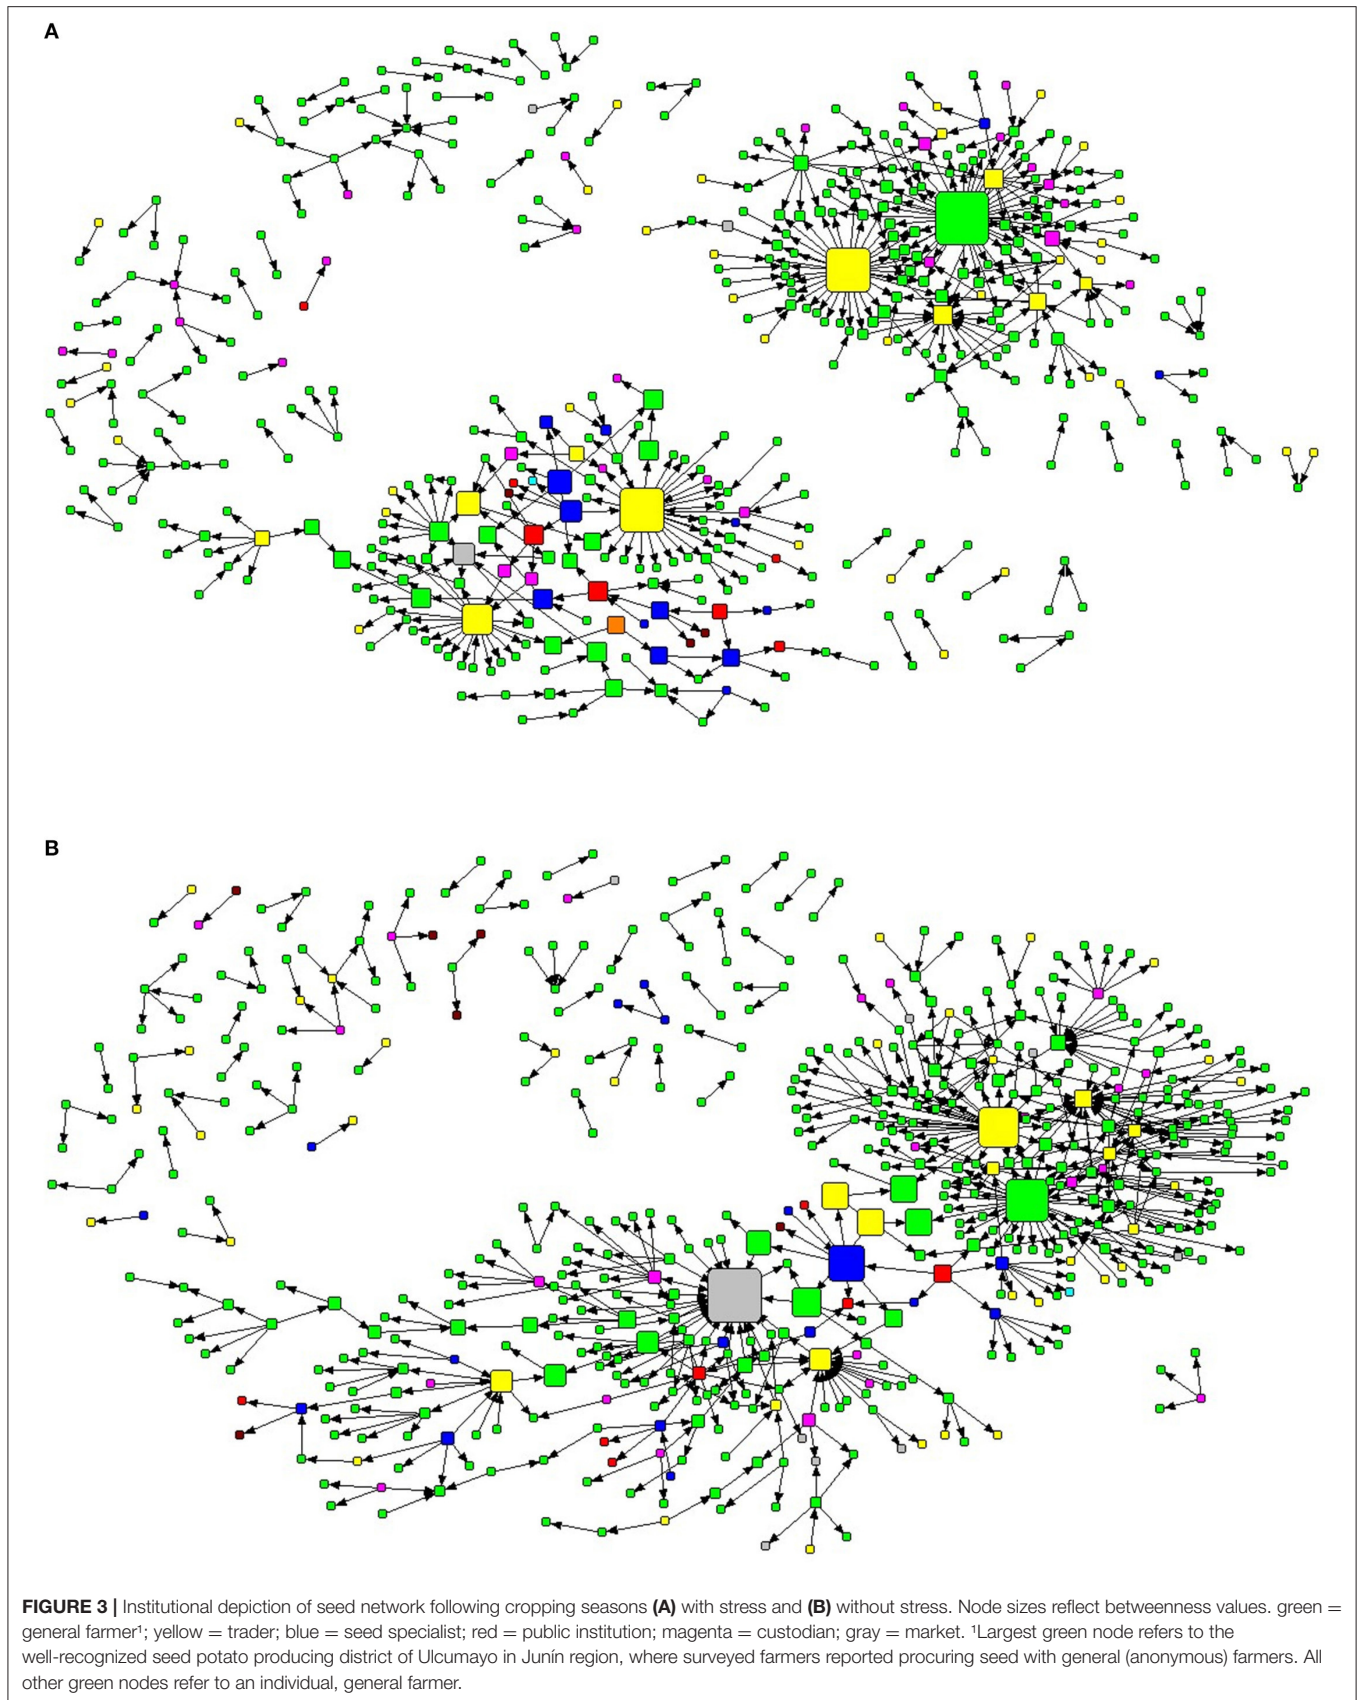 A
B
FIGURE 3 | Institutional depiction of seed network following cropping seasons (A) with stress and (B) without stress. Node sizes reflect betweenness values. green =
general farmer¹; yellow = trader; blue = seed specialist; red = public institution; magenta = custodian; gray = market. ¹Largest green node refers to the
well-recognized seed potato producing district of Ulcumayo in Junín region, where surveyed farmers reported procuring seed with general (anonymous) farmers. All
other green nodes refer to an individual, general farmer.